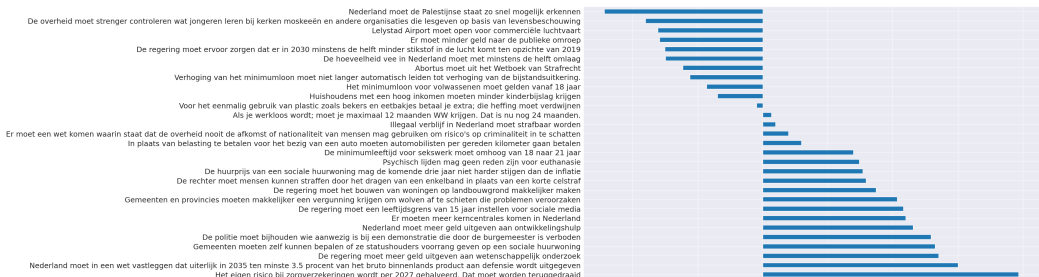 Nederland moet de Palestijnse staat zo snel mogelijk erkennen
De overheid moet strenger controleren wat jongeren leren bij kerken moskeeën en andere organisaties die lesgeven op basis van levensbeschouwing
Lelystad Airport moet open voor commerciële luchtvaart
Er moet minder geld naar de publieke omroep
De regering moet ervoor zorgen dat er in 2030 minstens de helft minder stikstof in de lucht komt ten opzichte van 2019
De hoeveelheid vee in Nederland moet met minstens de helft omlaag
Abortus moet uit het Wetboek van Strafrecht
Verhoging van het minimumloon moet niet langer automatisch leiden tot verhoging van de bijstandsuitkering.
Het minimumloon voor volwassenen moet gelden vanaf 18 jaar
Huishoudens met een hoog inkomen moeten minder kinderbijslag krijgen
Voor het eenmalig gebruik van plastic zoals bekers en eetbakjes betaal je extra; die heffing moet verdwijnen
Als je werkloos wordt; moet je maximaal 12 maanden WW krijgen. Dat is nu nog 24 maanden.
Illegaal verblijf in Nederland moet strafbaar worden
Er moet een wet komen waarin staat dat de overheid nooit de afkomst of nationaliteit van mensen mag gebruiken om risico's op criminaliteit in te schatten
In plaats van belasting te betalen voor het bezig van een auto moeten automobilisten per gereden kilometer gaan betalen
De minimumleeftijd voor sekswerk moet omhoog van 18 naar 21 jaar
Psychisch lijden mag geen reden zijn voor euthanasie
De huurprijs van een sociale huurwoning mag de komende drie jaar niet harder stijgen dan de inflatie
De rechter moet mensen kunnen straffen door het dragen van een enkelband in plaats van een korte celstraf
De regering moet het bouwen van woningen op landbouwgrond makkelijker maken
Gemeenten en provincies moeten makkelijker een vergunning krijgen om wolven af te schieten die problemen veroorzaken
De regering moet een leeftijdsgrens van 15 jaar instellen voor sociale media
Er moeten meer kerncentrales komen in Nederland
Nederland moet meer geld uitgeven aan ontwikkelingshulp
De politie moet bijhouden wie aanwezig is bij een demonstratie die door de burgemeester is verboden
Gemeenten moeten zelf kunnen bepalen of ze statushouders voorrang geven op een sociale huurwoning
De regering moet meer geld uitgeven aan wetenschappelijk onderzoek
Nederland moet in een wet vastleggen dat uiterlijk in 2035 ten minste 3.5 procent van het bruto binnenlands product aan defensie wordt uitgegeven
Het eigen risico bij zorgverzekeringen wordt per 2027 gehalveerd. Dat moet worden teruggedraaid